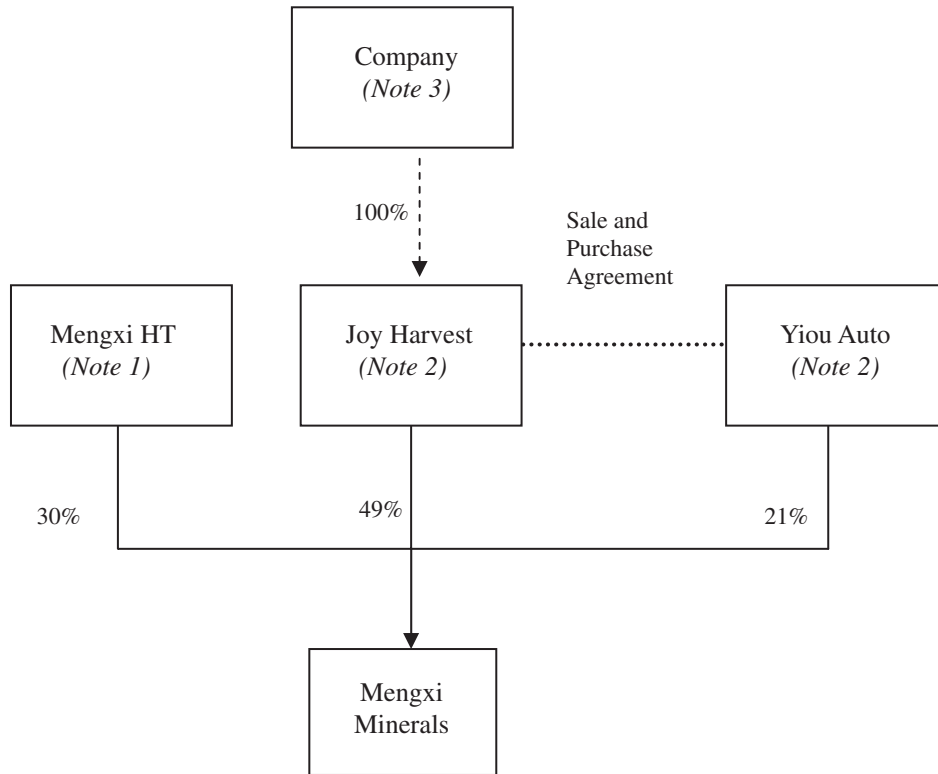 Company
(Note 3)
100%
Sale and
Purchase
Agreement
Mengxi HT
(Note 1)
Joy Harvest
(Note 2)
Yiou Auto
(Note 2)
30%
49%
21%
Mengxi
Minerals